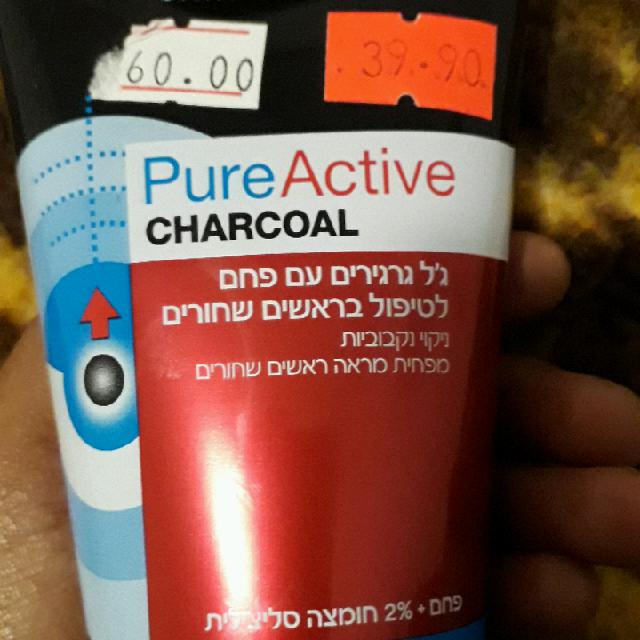 60.00
39.90
PureActive
CHARCOAL
ג'ל גרגירים עם פחם
לטיפול בראשים שחורים
ניקוי נקבוביות
מפחית מראה ראשים שחורים
פחם + 2% חומצה סליצילית